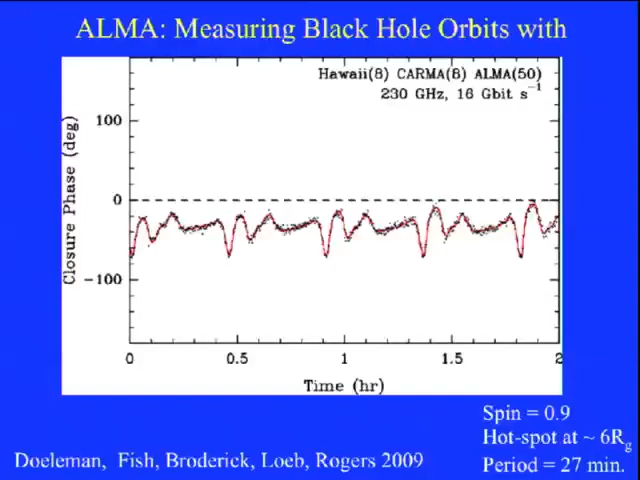 ALMA: Measuring Black Hole Orbits with
Hawaii(8) CARMA(8) ALMA(50)
230 GHz, 16 Gbit s⁻¹
Closure Phase (deg)
100
0
−100
0
0.5
1
1.5
2
Time (hr)
Spin = 0.9
Hot-spot at ~ 6Rg
Period = 27 min.
Doeleman, Fish, Broderick, Loeb, Rogers 2009